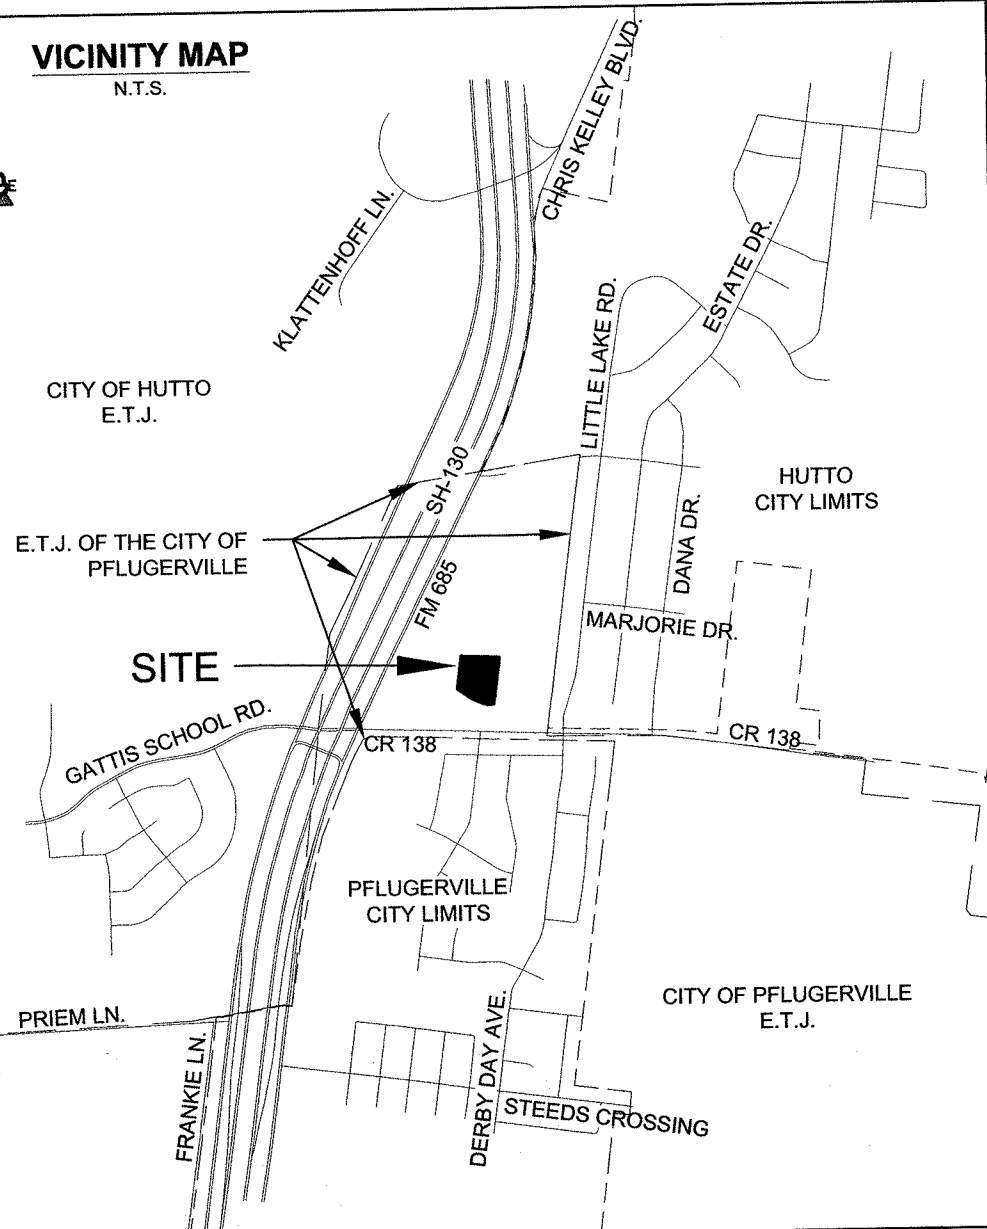 VICINITY MAP
N.T.S.
CHRIS KELLEY BLVD.
KLATTENHOFF LN.
ESTATE DR.
LITTLE LAKE RD.
CITY OF HUTTO
E.T.J.
SH-130
HUTTO
CITY LIMITS
DANA DR.
E.T.J. OF THE CITY OF
PFLUGERVILLE
FM 685
MARJORIE DR.
SITE
GATTIS SCHOOL RD.
CR 138
CR 138
PFLUGERVILLE
CITY LIMITS
CITY OF PFLUGERVILLE
E.T.J.
PRIEM LN.
FRANKIE LN.
DERBY DAY AVE.
STEEDS CROSSING